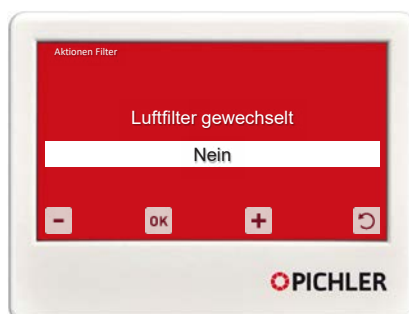 Aktionen Filter
Luftfilter gewechselt
Nein
- OK +
PICHLER